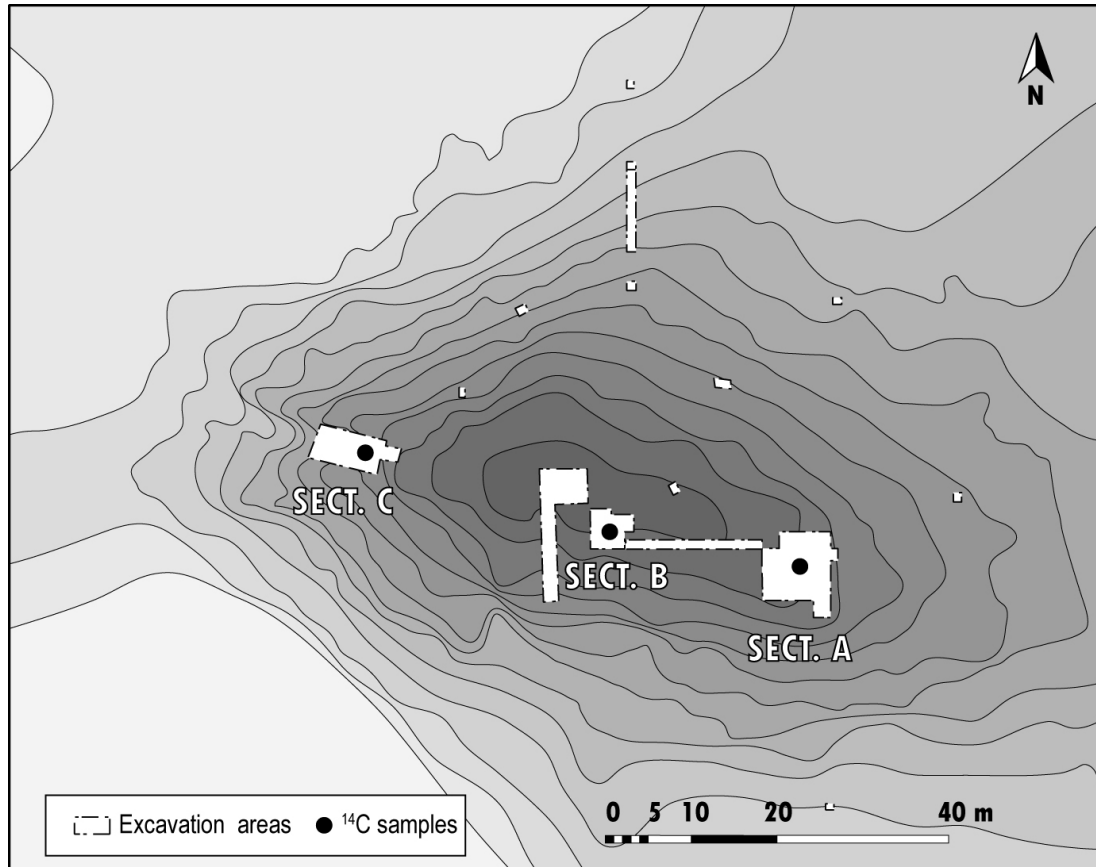 N
SECT. C
SECT. B
SECT. A
0 5 10 20 40 m
Excavation areas ¹⁴C samples